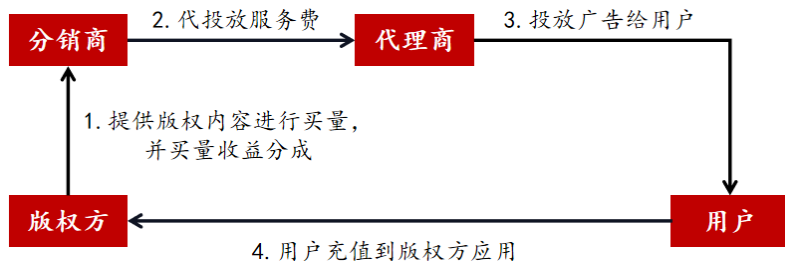 分销商
2.代投放服务费
代理商
3.投放广告给用户
1.提供版权内容进行买量，
并买量收益分成
版权方
用户
4.用户充值到版权方应用